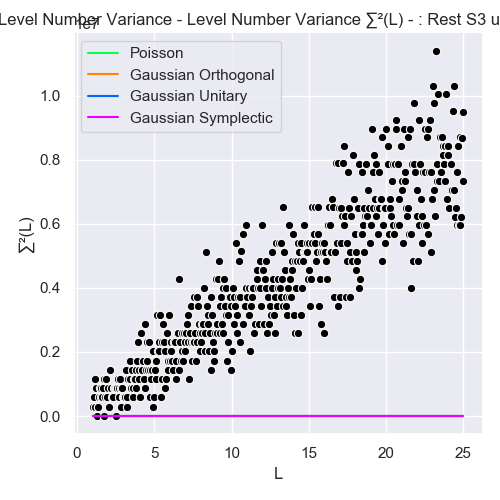 Level Number Variance - Level Number Variance ∑²(L) - : Rest S3 u
1e7
Poisson
Gaussian Orthogonal
Gaussian Unitary
Gaussian Symplectic
1.0
0.8
0.6
0.4
0.2
0.0
∑²(L)
0 5 10 15 20 25
L